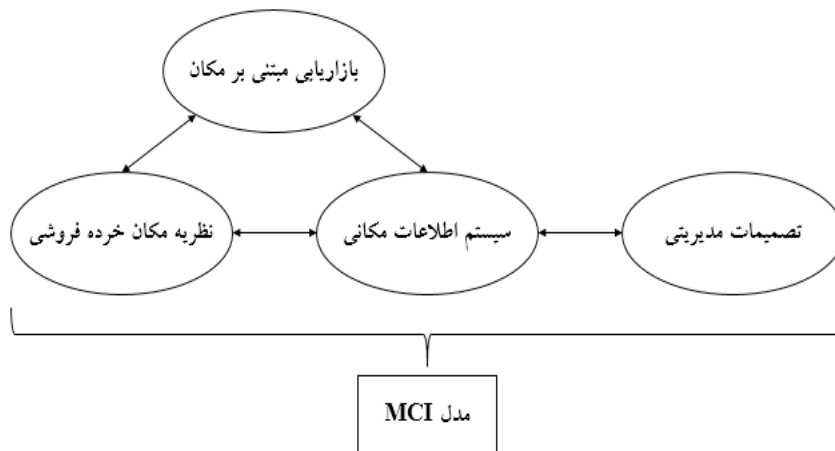 بازاریابی مبتنی بر مکان
نظریه مکان خرده فروشی
سیستم اطلاعات مکانی
تصمیمات مدیریتی
مدل MCI